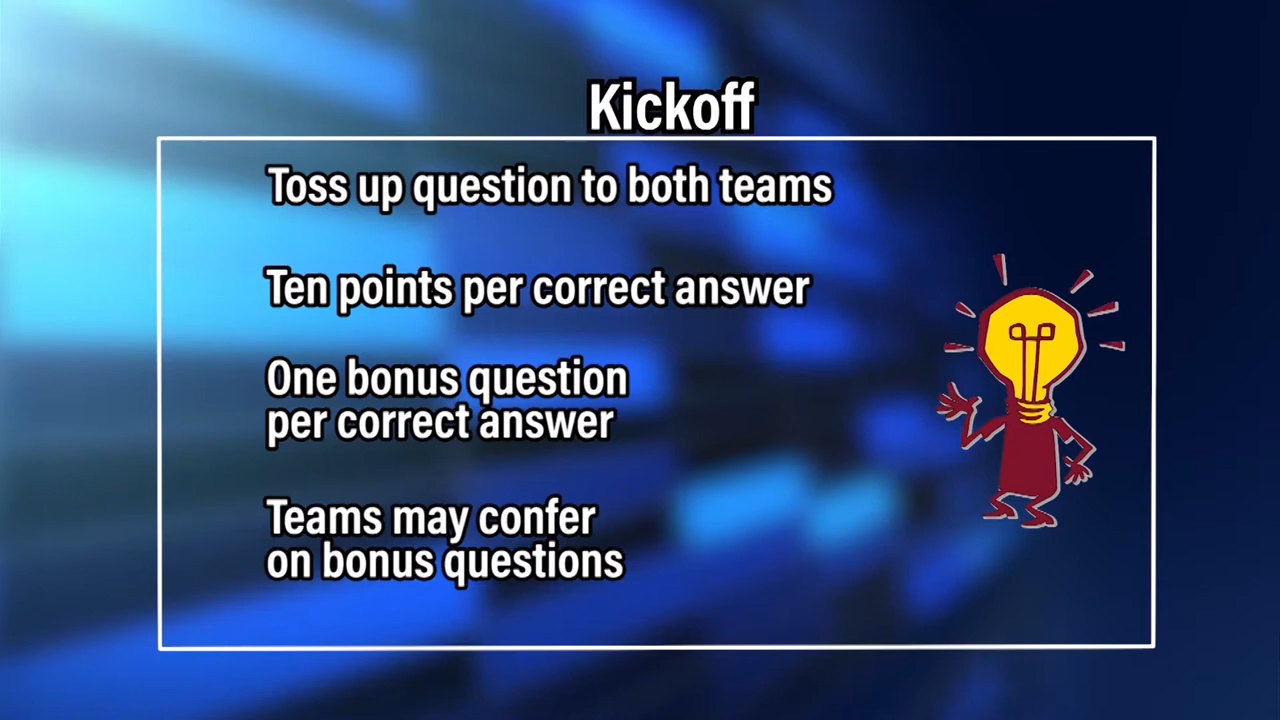 Kickoff
Toss up question to both teams
Ten points per correct answer
One bonus question
per correct answer
Teams may confer
on bonus questions